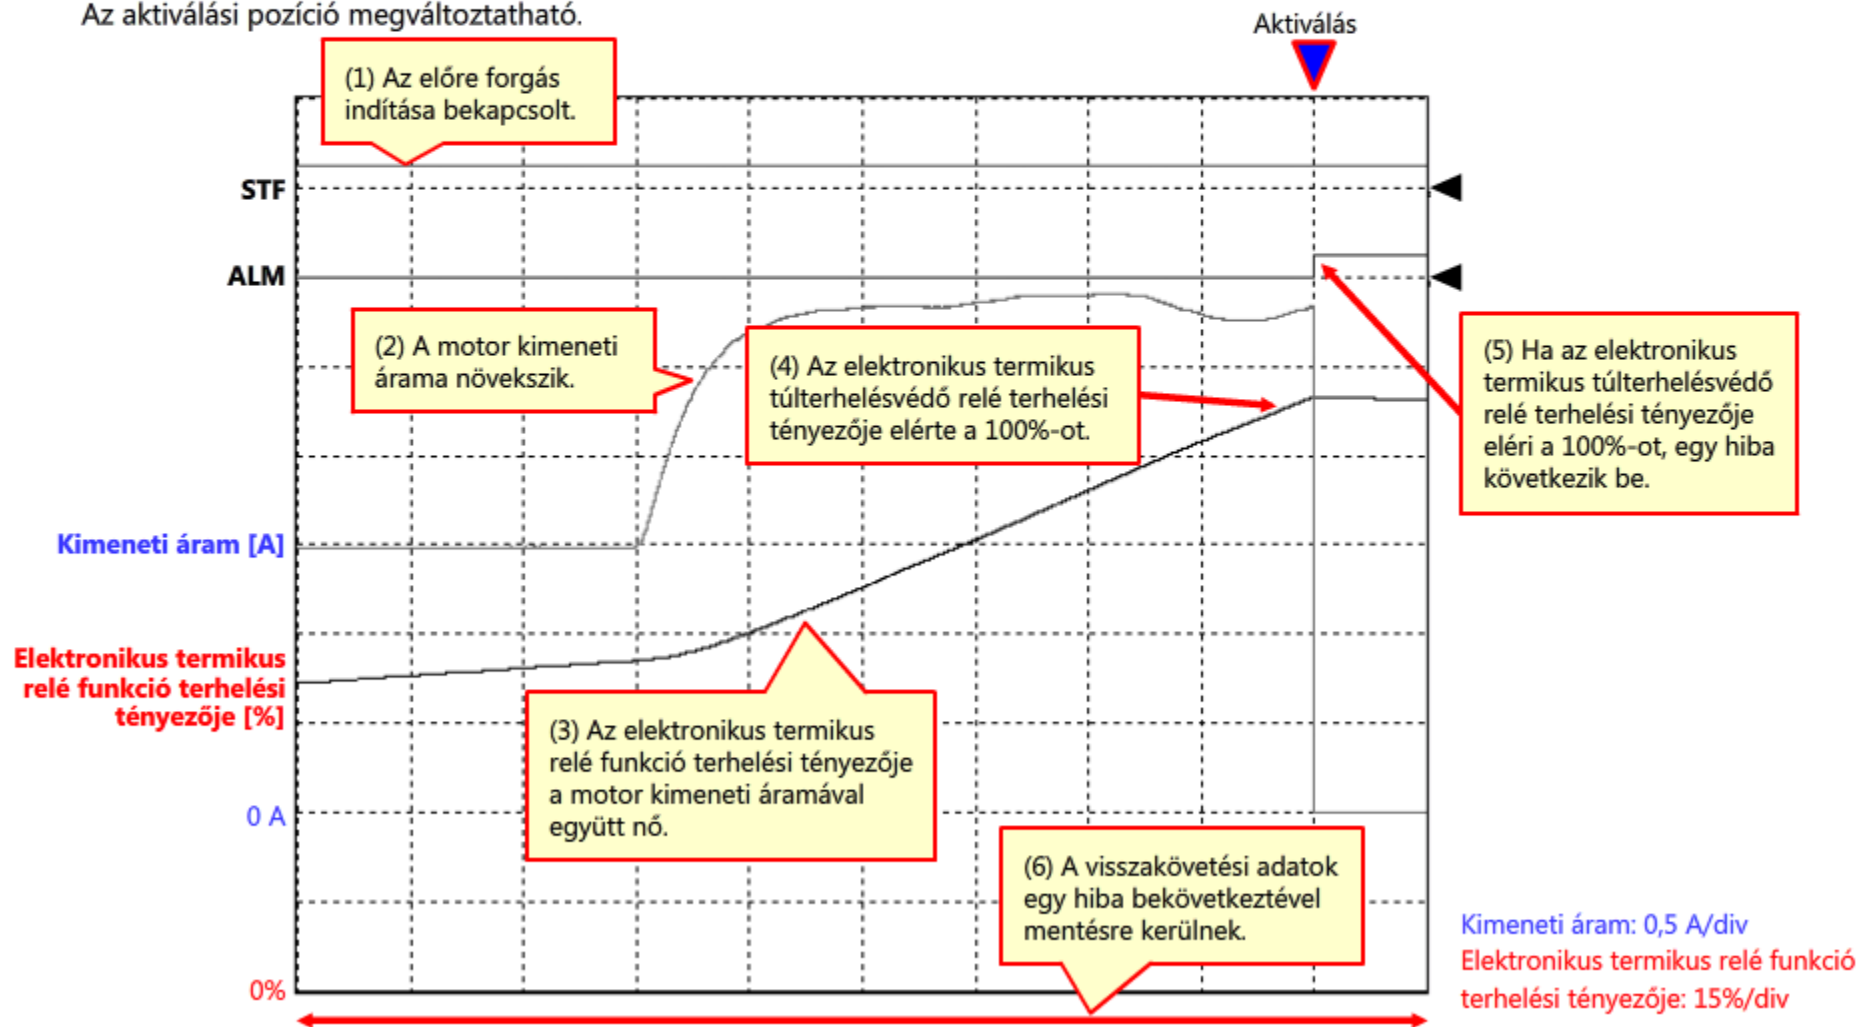 Az aktiválási pozíció megváltoztatható.
Aktiválás
(1) Az előre forgás
indítása bekapcsolt.
STF
ALM
(2) A motor kimeneti
árama növekszik.
(4) Az elektronikus termikus
túlterhelésvédő relé terhelési
tényezője elérte a 100%-ot.
(5) Ha az elektronikus
termikus túlterhelésvédő
relé terhelési tényezője
eléri a 100%-ot, egy hiba
következik be.
Kimeneti áram [A]
Elektronikus termikus
relé funkció terhelési
tényezője [%]
(3) Az elektronikus termikus
relé funkció terhelési tényezője
a motor kimeneti áramával
együtt nő.
0 A
(6) A visszakövetési adatok
egy hiba bekövetkeztével
mentésre kerülnek.
0%
Kimeneti áram: 0,5 A/div
Elektronikus termikus relé funkció
terhelési tényezője: 15%/div